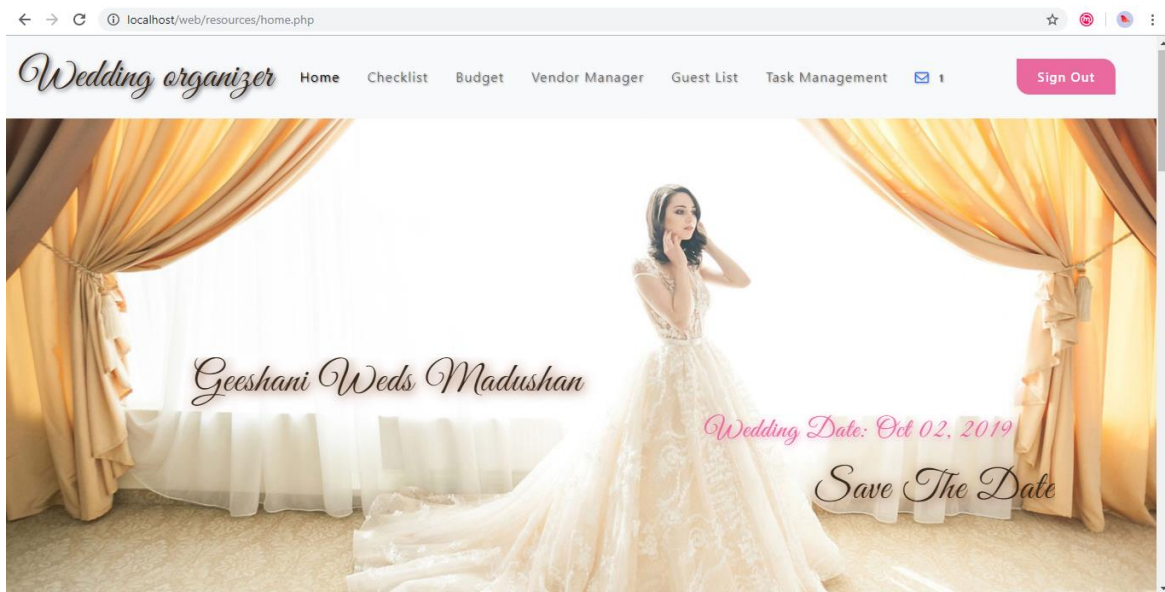 localhost/web/resources/home.php
Wedding organizer Home Checklist Budget Vendor Manager Guest List Task Management 1 Sign Out
Geeshani Weds Madushan
Wedding Date: Oct 02, 2019
Save The Date